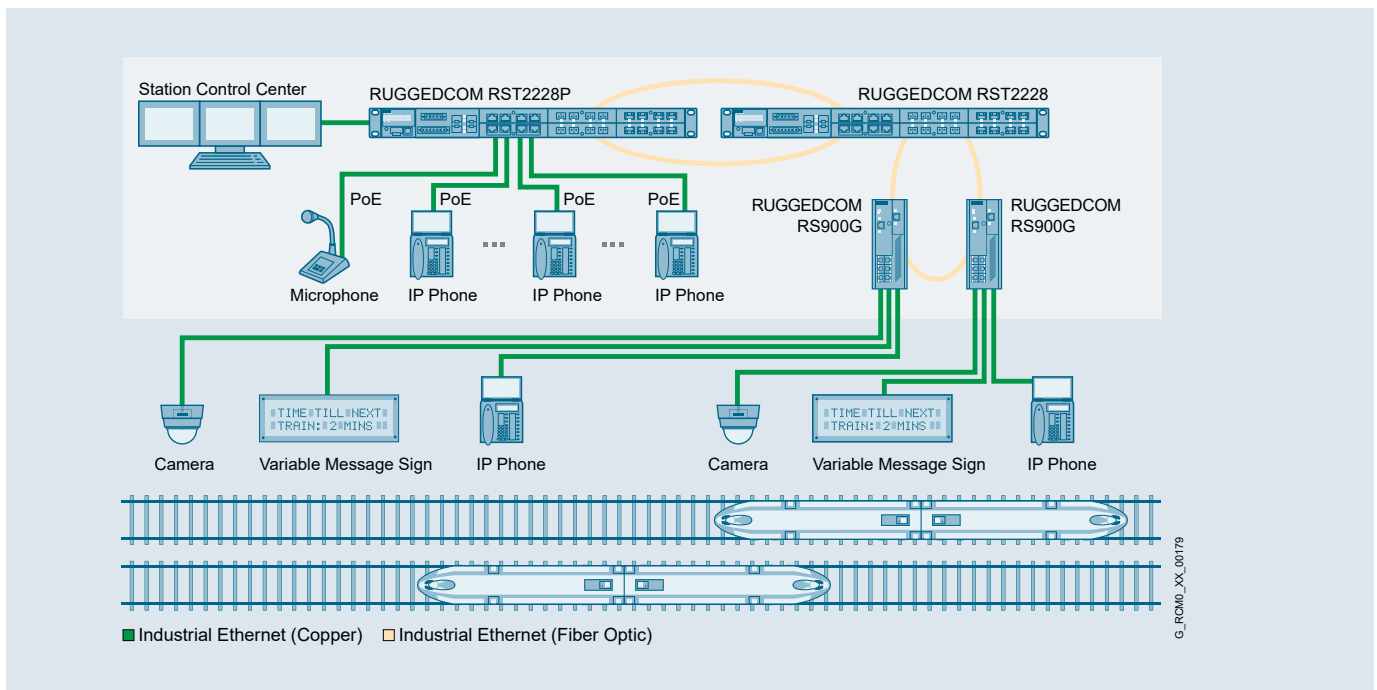 Station Control Center
RUGGEDCOM RST2228P
RUGGEDCOM RST2228
PoE
PoE
PoE
PoE
RUGGEDCOM
RS900G
RUGGEDCOM
RS900G
Microphone
IP Phone
IP Phone
IP Phone
TIME TILL NEXT
TRAIN: 2 MINS
TIME TILL NEXT
TRAIN: 2 MINS
Camera
Variable Message Sign
IP Phone
Camera
Variable Message Sign
IP Phone
G_RCM0_XX_00179
Industrial Ethernet (Copper)
Industrial Ethernet (Fiber Optic)